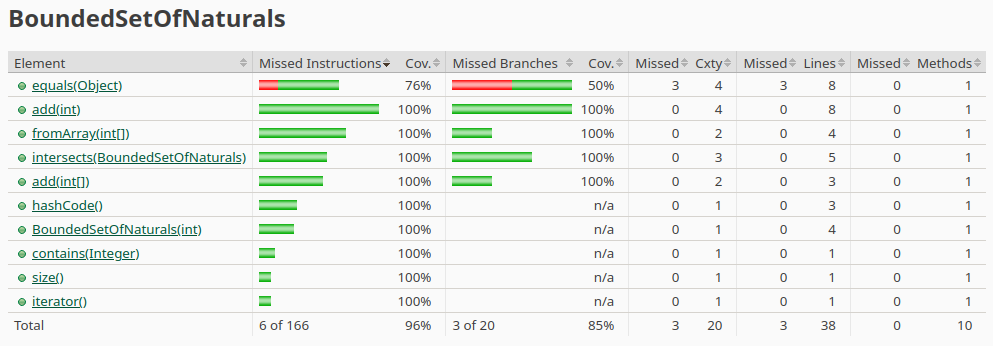 BoundedSetOfNaturals
Element Missed Instructions Cov. Missed Branches Cov. Missed Cxty Missed Lines Missed Methods
equals(Object) 76% 50% 3 4 3 8 0 1
add(int) 100% 100% 0 4 0 8 0 1
fromArray(int[]) 100% 100% 0 2 0 4 0 1
intersects(BoundedSetOfNaturals) 100% 100% 0 3 0 5 0 1
add(int[]) 100% 100% 0 2 0 3 0 1
hashCode() 100% n/a 0 1 0 3 0 1
BoundedSetOfNaturals(int) 100% n/a 0 1 0 4 0 1
contains(Integer) 100% n/a 0 1 0 1 0 1
size() 100% n/a 0 1 0 1 0 1
iterator() 100% n/a 0 1 0 1 0 1
Total 6 of 166 96% 3 of 20 85% 3 20 3 38 0 10